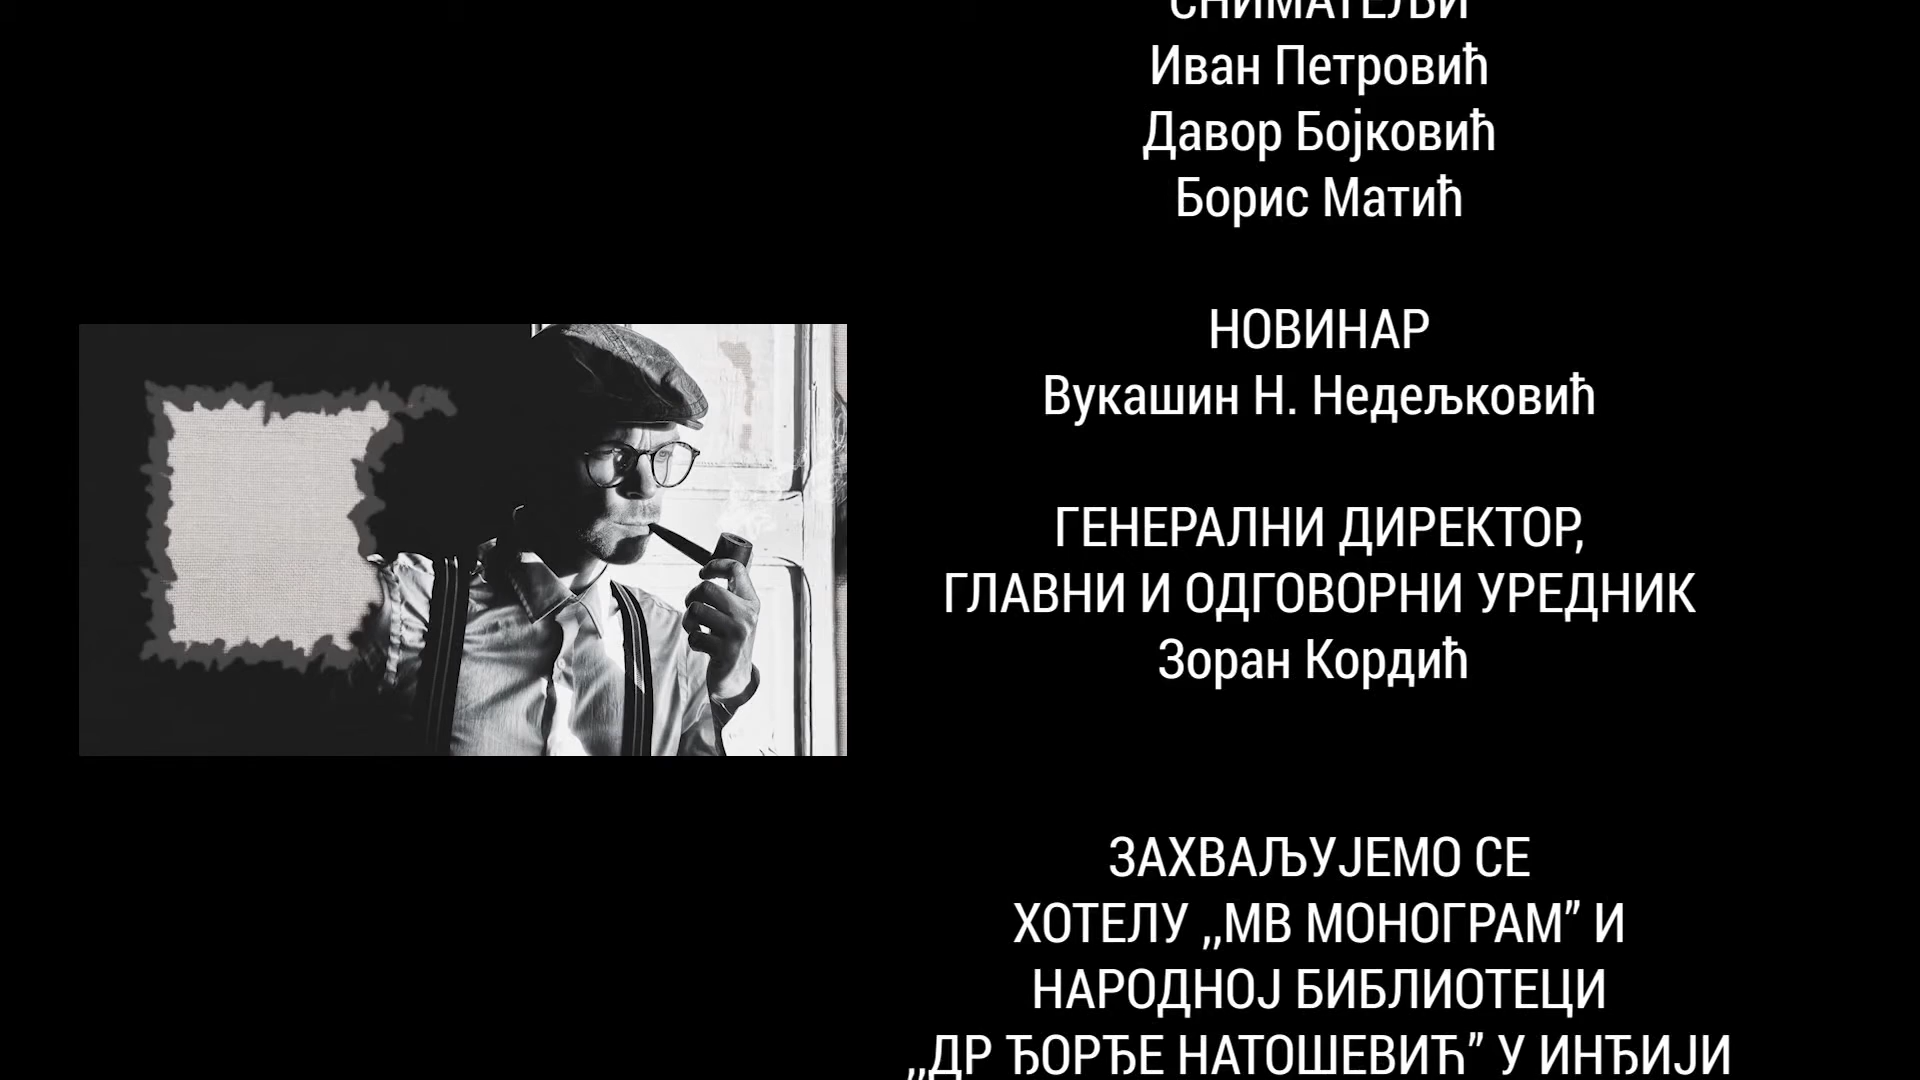 СНИМАТЕЉИ
Иван Петровић
Давор Бојковић
Борис Матић
НОВИНАР
Вукашин Н. Недељковић
ГЕНЕРАЛНИ ДИРЕКТОР,
ГЛАВНИ И ОДГОВОРНИ УРЕДНИК
Зоран Кордић
ЗАХВАЉУЈЕМО СЕ
ХОТЕЛУ ,,МВ МОНОГРАМ” И
НАРОДНОЈ БИБЛИОТЕЦИ
,,ДР ЂОРЂЕ НАТОШЕВИЋ” У ИНЂИЈИ